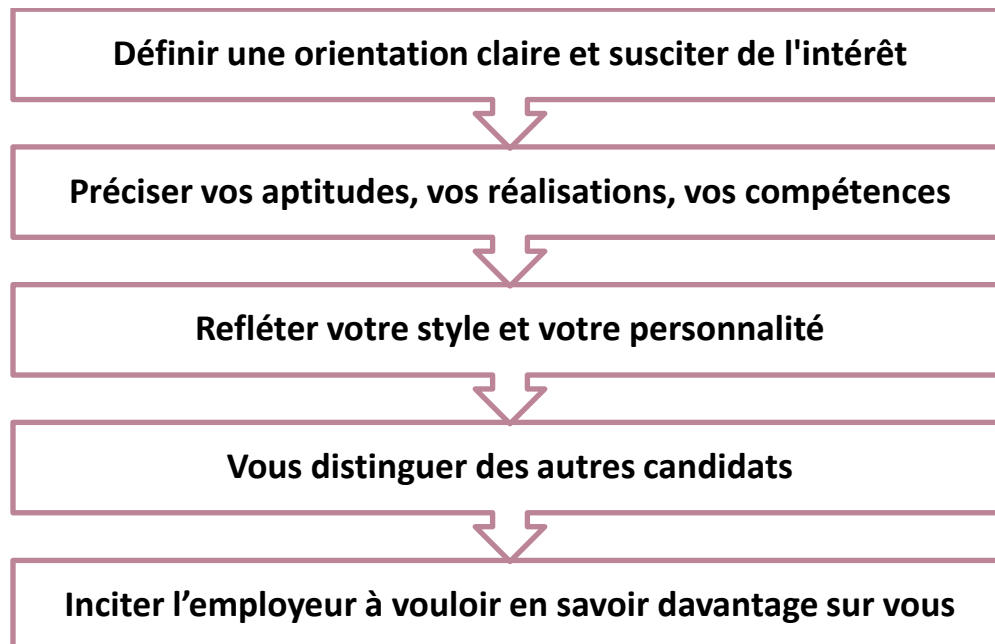 Définir une orientation claire et susciter de l'intérêt
Préciser vos aptitudes, vos réalisations, vos compétences
Refléter votre style et votre personnalité
Vous distinguer des autres candidats
Inciter l’employeur à vouloir en savoir davantage sur vous